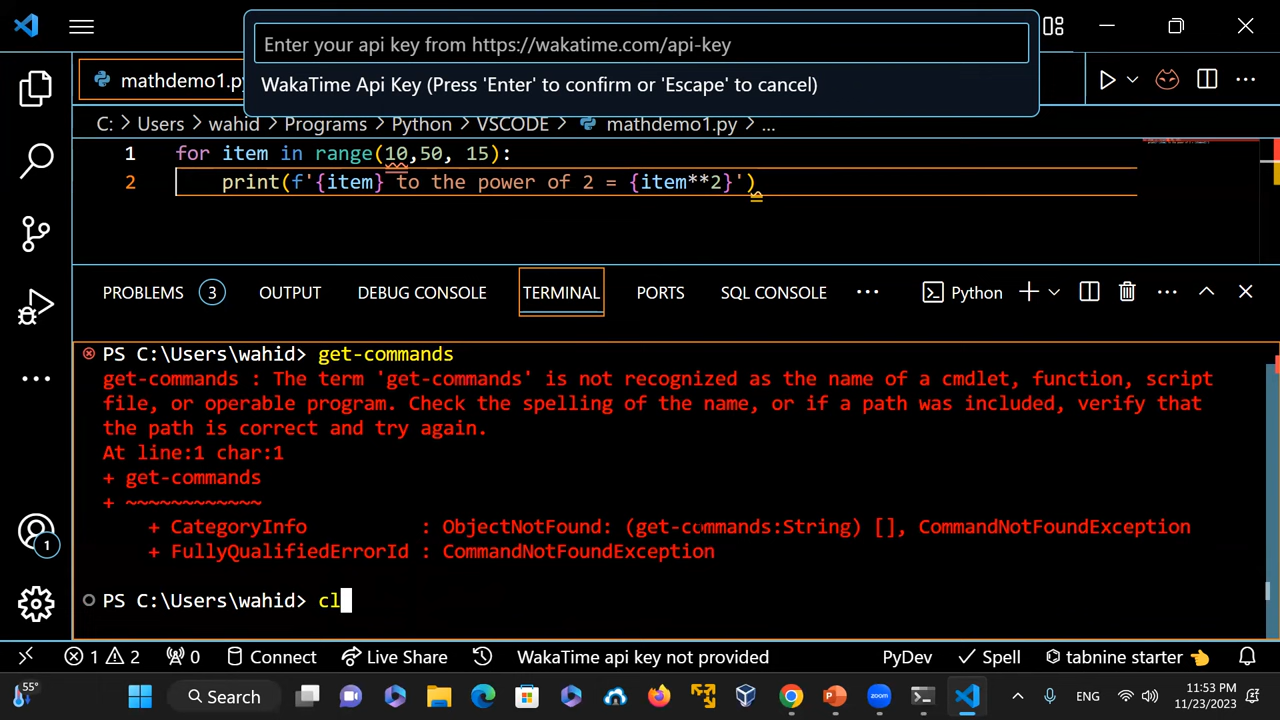 Enter your api key from https://wakatime.com/api-key
WakaTime Api Key (Press 'Enter' to confirm or 'Escape' to cancel)
mathdemo1.py
C: > Users > wahid > Programs > Python > VSCODE > mathdemo1.py > ...
1 for item in range(10,50, 15):
2 print(f'{item} to the power of 2 = {item**2}')
PROBLEMS 3 OUTPUT DEBUG CONSOLE TERMINAL PORTS SQL CONSOLE ... Python
PS C:\Users\wahid> get-commands
get-commands : The term 'get-commands' is not recognized as the name of a cmdlet, function, script
file, or operable program. Check the spelling of the name, or if a path was included, verify that
the path is correct and try again.
At line:1 char:1
+ get-commands
+ ~~~~~~~~~~~~
+ CategoryInfo : ObjectNotFound: (get-commands:String) [], CommandNotFoundException
+ FullyQualifiedErrorId : CommandNotFoundException
PS C:\Users\wahid> cl
1
1 2 0 Connect Live Share WakaTime api key not provided PyDev Spell tabnine starter
55° Search zoom ENG 11:53 PM
11/23/2023